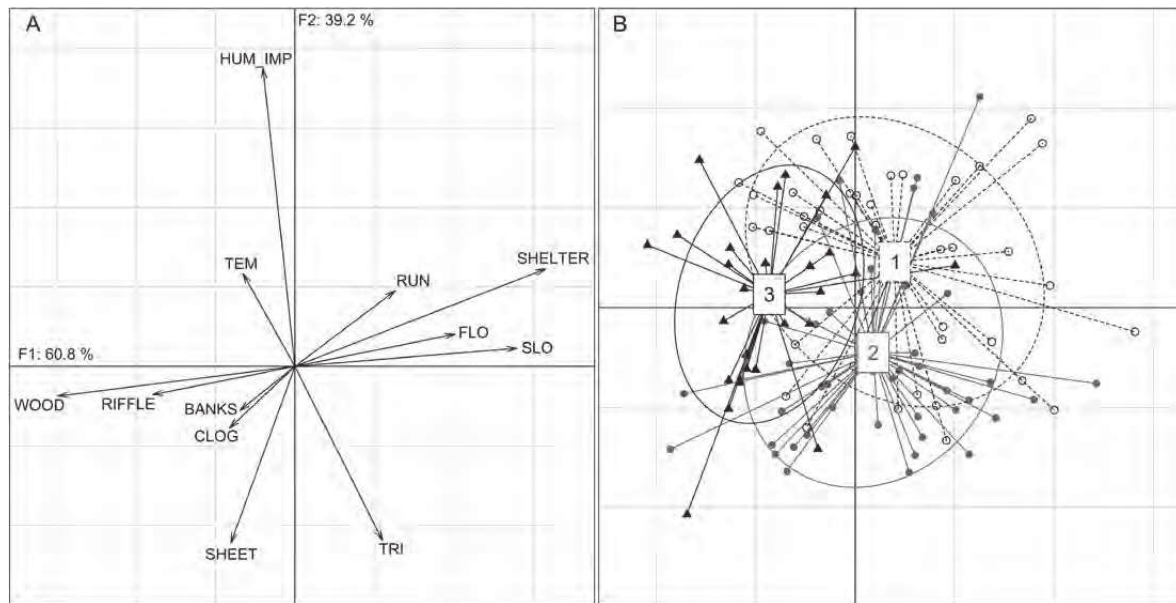 A
F2: 39.2 %
HUM_IMP
TEM
RUN
SHELTER
FLO
SLO
F1: 60.8 %
WOOD
RIFFLE
BANKS
CLOG
SHEET
TRI
B
1
3
2